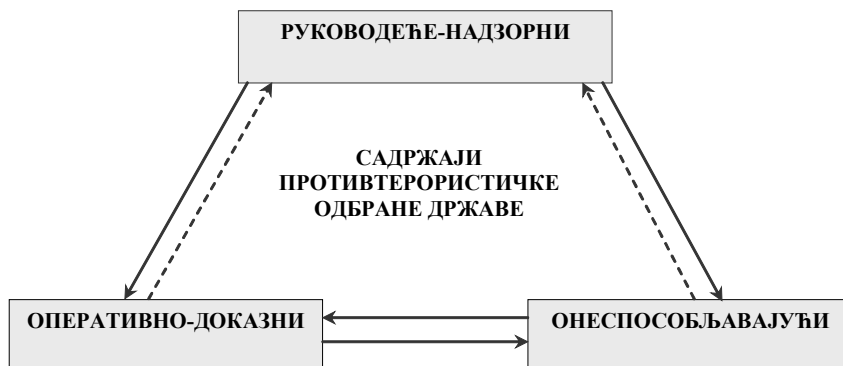 РУКОВОДЕЋЕ-НАДЗОРНИ
САДРЖАЈИ
ПРОТИВТЕРОРИСТИЧКЕ
ОДБРАНЕ ДРЖАВЕ
ОПЕРАТИВНО-ДОКАЗНИ
ОНЕСПОСОБЉАВАЈУЋИ